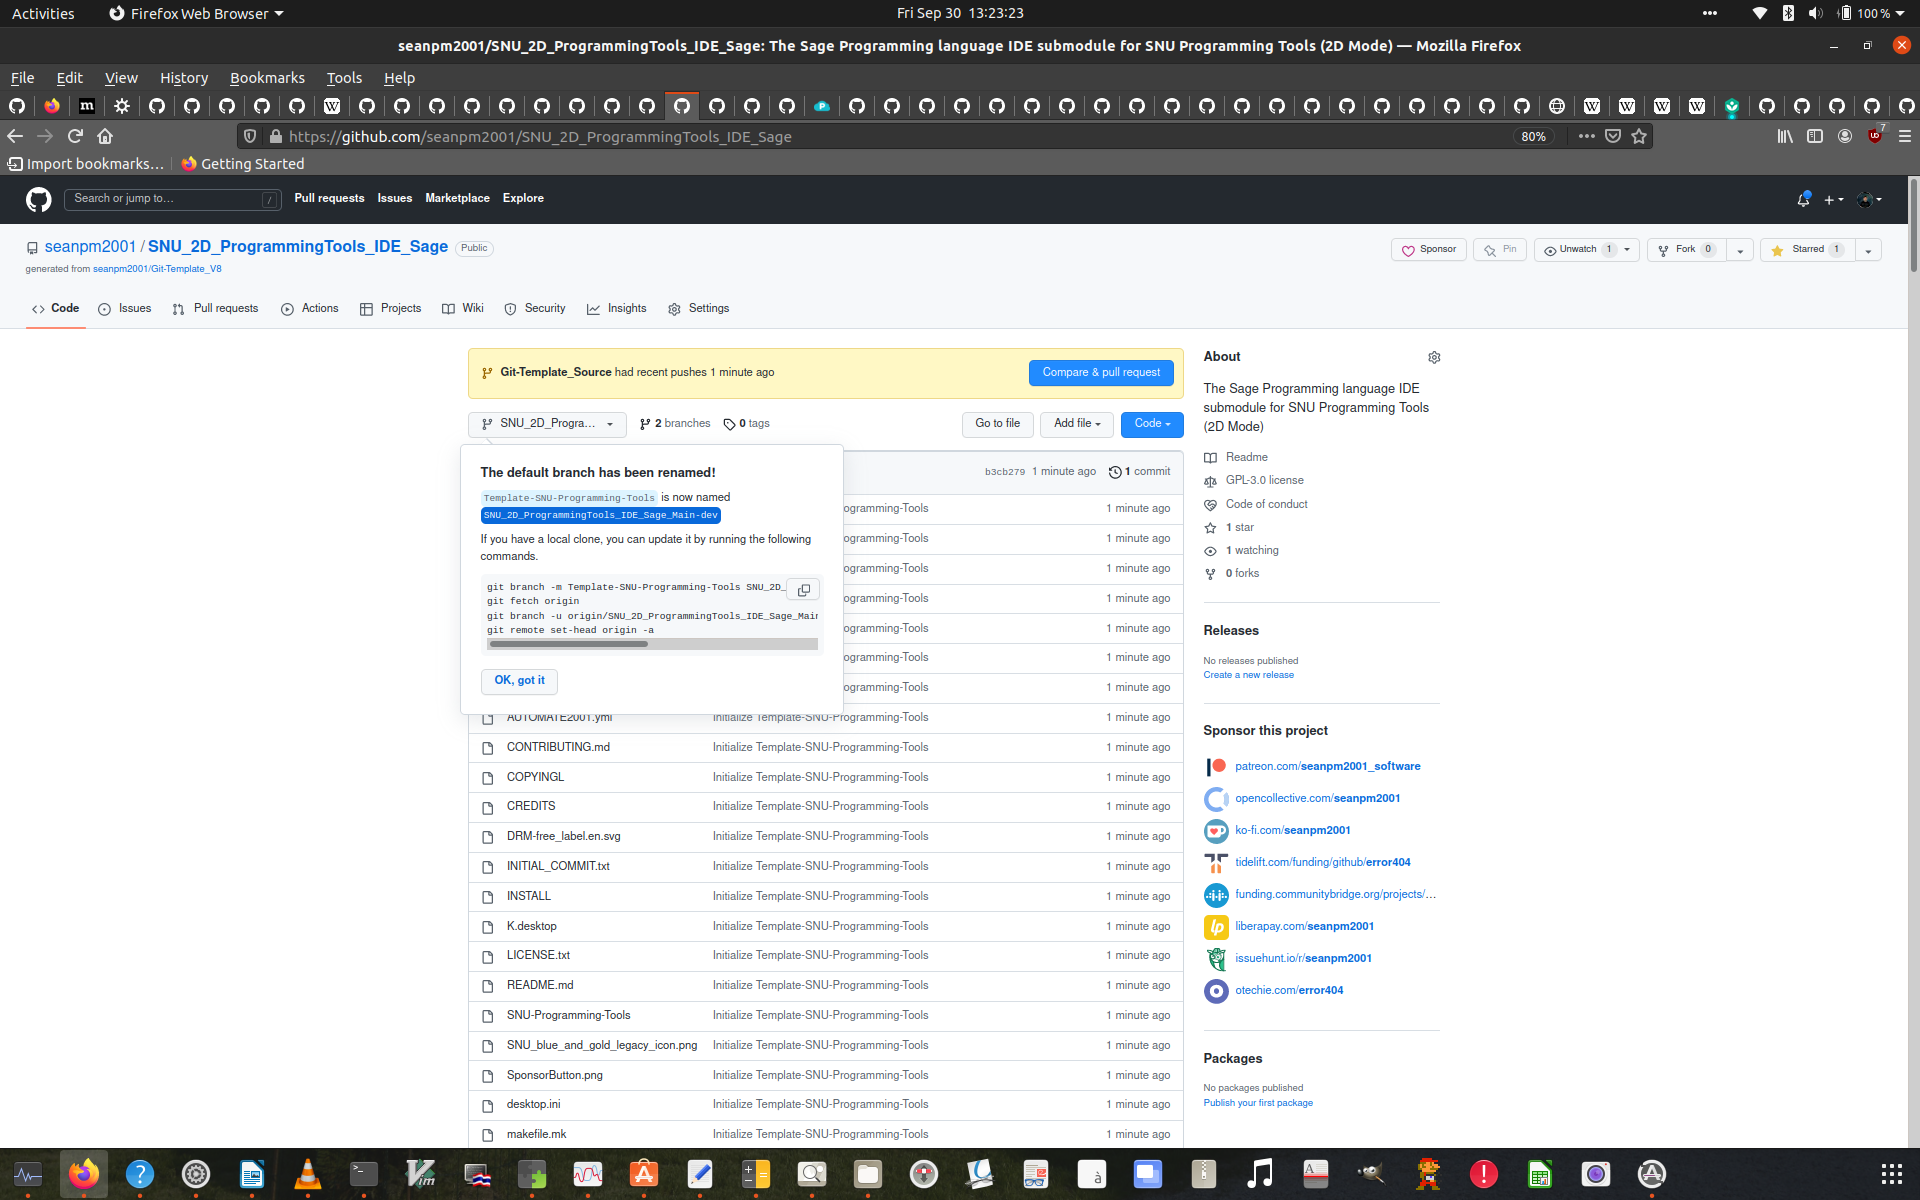 Activities
Firefox Web Browser
Fri Sep 30  13:23:23
100 %
seanpm2001/SNU_2D_ProgrammingTools_IDE_Sage: The Sage Programming language IDE submodule for SNU Programming Tools (2D Mode) — Mozilla Firefox
File Edit View History Bookmarks Tools Help
https://github.com/seanpm2001/SNU_2D_ProgrammingTools_IDE_Sage
80%
7
Import bookmarks…
Getting Started
Search or jump to…
/
Pull requests Issues Marketplace Explore
seanpm2001 / SNU_2D_ProgrammingTools_IDE_Sage
Public
Sponsor
Pin
Unwatch 1
Fork 0
Starred 1
generated from seanpm2001/Git-Template_V8
Code
Issues
Pull requests
Actions
Projects
Wiki
Security
Insights
Settings
Git-Template_Source had recent pushes 1 minute ago
Compare & pull request
SNU_2D_Progra...
2 branches
0 tags
Go to file
Add file
Code
The default branch has been renamed!
Template-SNU-Programming-Tools is now named
SNU_2D_ProgrammingTools_IDE_Sage_Main-dev
If you have a local clone, you can update it by running the following
commands.
git branch -m Template-SNU-Programming-Tools SNU_2D_
git fetch origin
git branch -u origin/SNU_2D_ProgrammingTools_IDE_Sage_Main
git remote set-head origin -a
OK, got it
b3cb279 1 minute ago
1 commit
ogramming-Tools 1 minute ago
ogramming-Tools 1 minute ago
ogramming-Tools 1 minute ago
ogramming-Tools 1 minute ago
ogramming-Tools 1 minute ago
ogramming-Tools 1 minute ago
ogramming-Tools 1 minute ago
AUTOMATE2001.yml Initialize Template-SNU-Programming-Tools 1 minute ago
CONTRIBUTING.md Initialize Template-SNU-Programming-Tools 1 minute ago
COPYINGL Initialize Template-SNU-Programming-Tools 1 minute ago
CREDITS Initialize Template-SNU-Programming-Tools 1 minute ago
DRM-free_label.en.svg Initialize Template-SNU-Programming-Tools 1 minute ago
INITIAL_COMMIT.txt Initialize Template-SNU-Programming-Tools 1 minute ago
INSTALL Initialize Template-SNU-Programming-Tools 1 minute ago
K.desktop Initialize Template-SNU-Programming-Tools 1 minute ago
LICENSE.txt Initialize Template-SNU-Programming-Tools 1 minute ago
README.md Initialize Template-SNU-Programming-Tools 1 minute ago
SNU-Programming-Tools Initialize Template-SNU-Programming-Tools 1 minute ago
SNU_blue_and_gold_legacy_icon.png Initialize Template-SNU-Programming-Tools 1 minute ago
SponsorButton.png Initialize Template-SNU-Programming-Tools 1 minute ago
desktop.ini Initialize Template-SNU-Programming-Tools 1 minute ago
makefile.mk Initialize Template-SNU-Programming-Tools 1 minute ago
About
The Sage Programming language IDE
submodule for SNU Programming Tools
(2D Mode)
Readme
GPL-3.0 license
Code of conduct
1 star
1 watching
0 forks
Releases
No releases published
Create a new release
Sponsor this project
patreon.com/seanpm2001_software
opencollective.com/seanpm2001
ko-fi.com/seanpm2001
tidelift.com/funding/github/error404
funding.communitybridge.org/projects/…
liberapay.com/seanpm2001
issuehunt.io/r/seanpm2001
otechie.com/error404
Packages
No packages published
Publish your first package